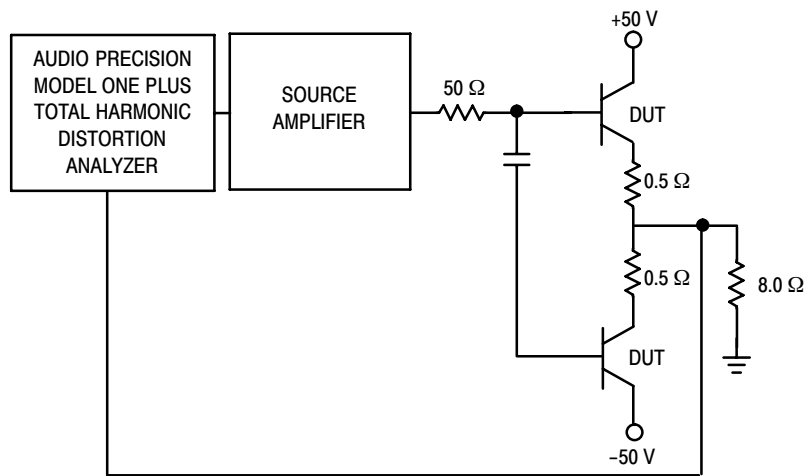 AUDIO PRECISION
MODEL ONE PLUS
TOTAL HARMONIC
DISTORTION
ANALYZER
SOURCE
AMPLIFIER
50 Ω
+50 V
DUT
0.5 Ω
0.5 Ω
8.0 Ω
DUT
−50 V